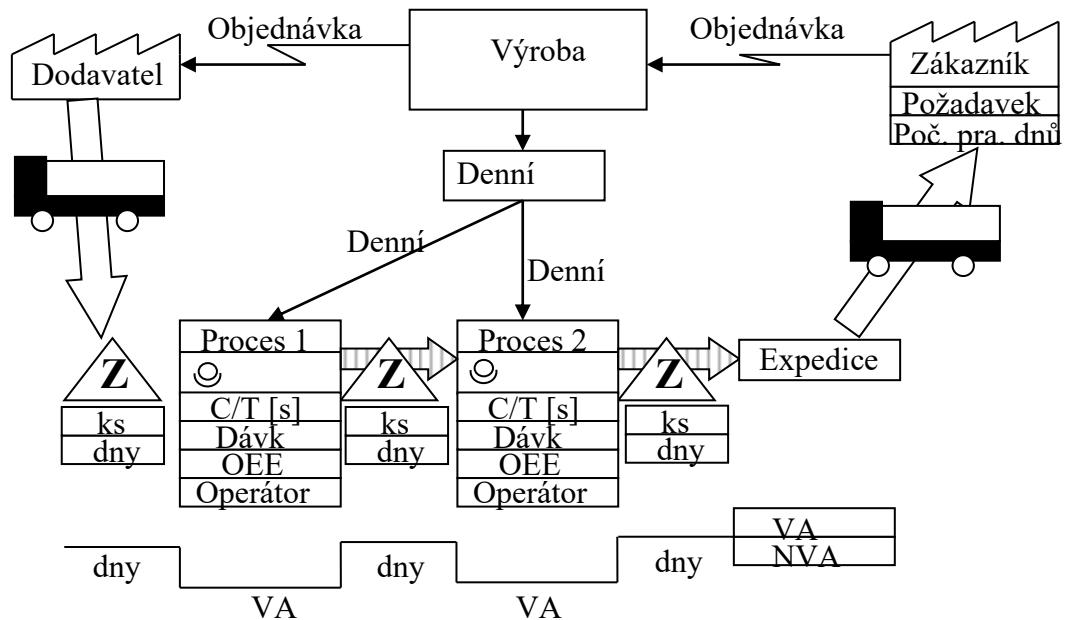 Objednávka
Objednávka
Dodavatel
Výroba
Zákazník
Požadavek
Poč. pra. dnů
Denní
Denní
Denní
Proces 1
Proces 2
Expedice
Z
Z
Z
C/T [s]
C/T [s]
ks
ks
ks
Dávk
Dávk
dny
dny
dny
OEE
OEE
Operátor
Operátor
VA
NVA
dny
dny
dny
VA
VA